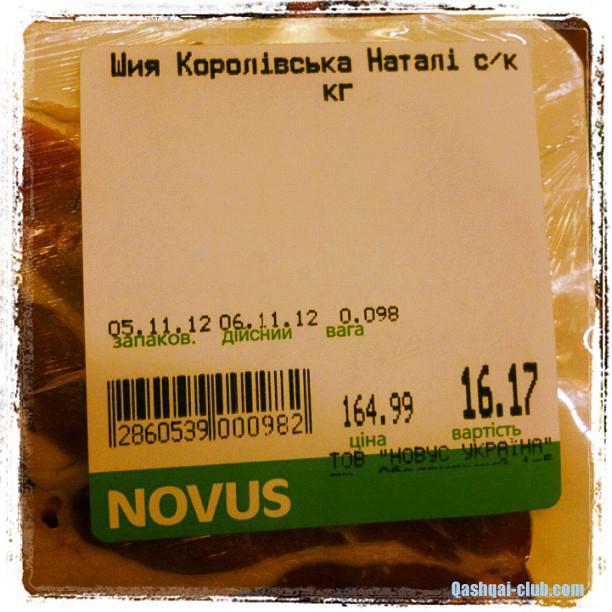 Шия Королівська Наталі с/к
кг
05.11.12 06.11.12 0.098
запаков. дійсний вага
2860539 000982
164.99 16.17
ціна вартість
ТОВ "НОВУС УКРАЇНА"
NOVUS
Qashqai-club.com